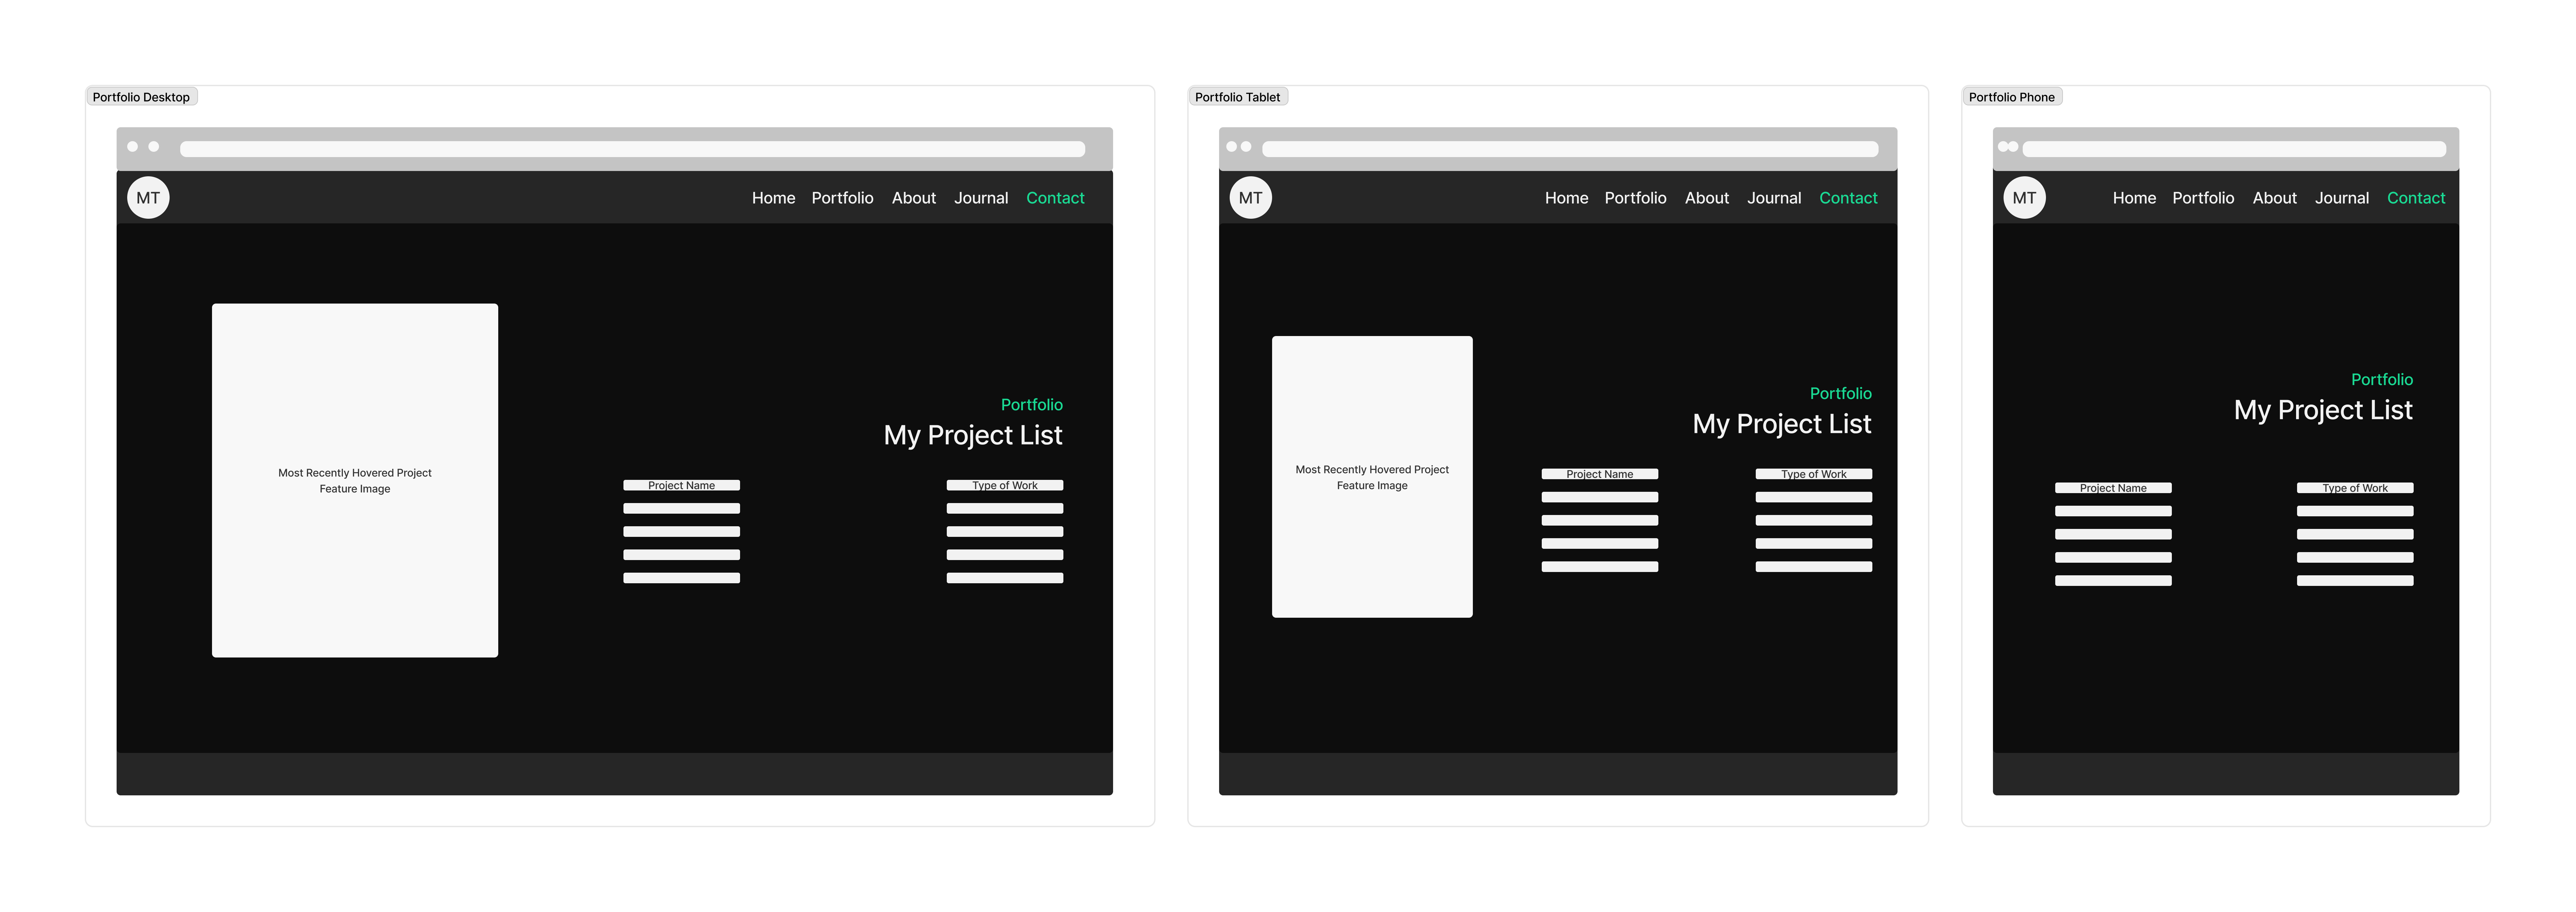 Portfolio Desktop
MT
Home Portfolio About Journal Contact
Most Recently Hovered Project
Feature Image
Portfolio
My Project List
Project Name Type of Work
Portfolio Tablet
MT
Home Portfolio About Journal Contact
Most Recently Hovered Project
Feature Image
Portfolio
My Project List
Project Name Type of Work
Portfolio Phone
MT
Home Portfolio About Journal Contact
Portfolio
My Project List
Project Name Type of Work